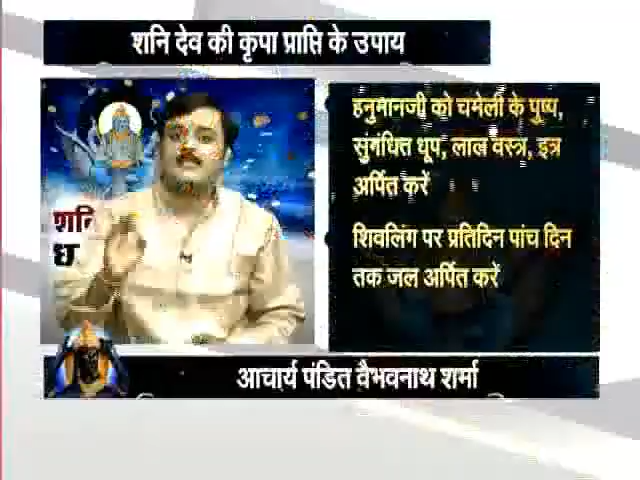 शनि देव की कृपा प्राप्ति के उपाय
हनुमानजी को चमेली के पुष्प,
सुगंधित धूप, लाल वस्त्र, इत्र
अर्पित करें
शिवलिंग पर प्रतिदिन पांच दिन
तक जल अर्पित करें
शनि
ध
आचार्य पंडित वैभवनाथ शर्मा